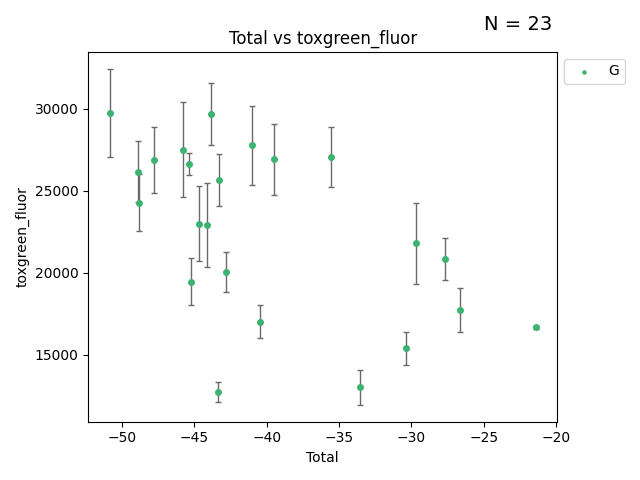 N = 23
Total vs toxgreen_fluor
G
toxgreen_fluor
30000
25000
20000
15000
−50 −45 −40 −35 −30 −25 −20
Total